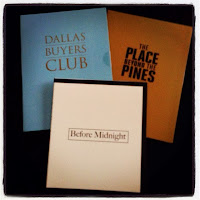 DALLAS
BUYERS
CLUB
THE
PLACE
BEYOND THE
PINES
Before Midnight